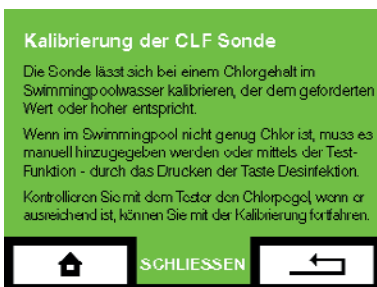 Kalibrierung der CLF Sonde
Die Sonde lässt sich bei einem Chlorgehalt im
Swimmingpoolwasser kalibrieren, der dem geforderten
Wert oder hoher entspricht.
Wenn im Swimmingpool nicht genug Chlor ist, muss es
manuell hinzugegeben werden oder mittels der Test-
Funktion - durch das Drucken der Taste Desinfektion.
Kontrollieren Sie mit dem Tester den Chlorpegel, wenn er
ausreichend ist, können Sie mit der Kalibrierung fortfahren.
SCHLIESSEN